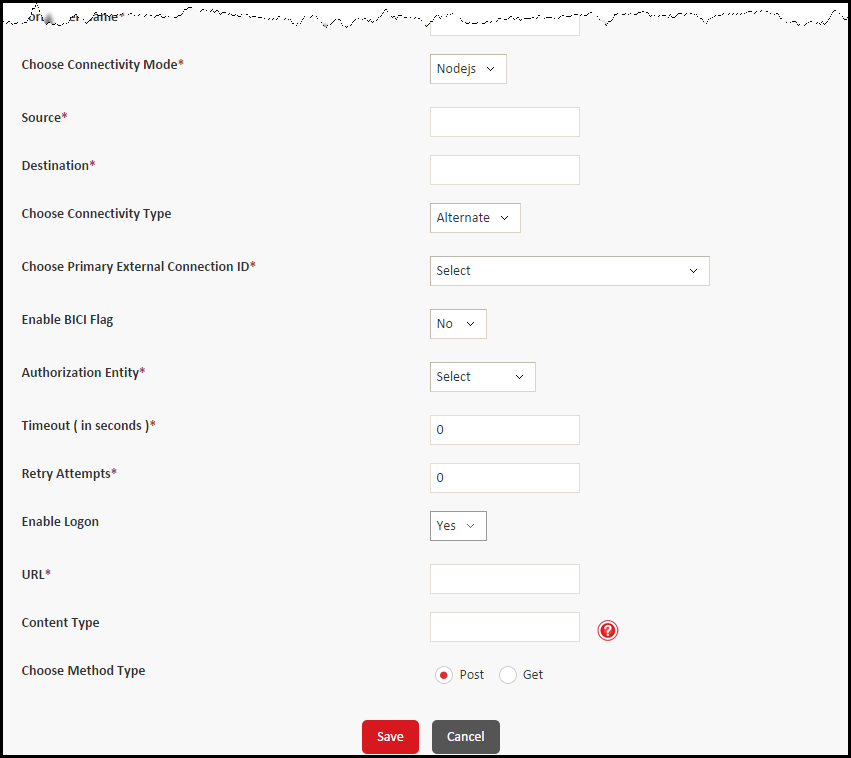 Choose Connectivity Mode* Nodejs
Source*
Destination*
Choose Connectivity Type Alternate
Choose Primary External Connection ID* Select
Enable BICI Flag No
Authorization Entity* Select
Timeout ( in seconds )* 0
Retry Attempts* 0
Enable Logon Yes
URL*
Content Type ?
Choose Method Type Post Get
Save Cancel